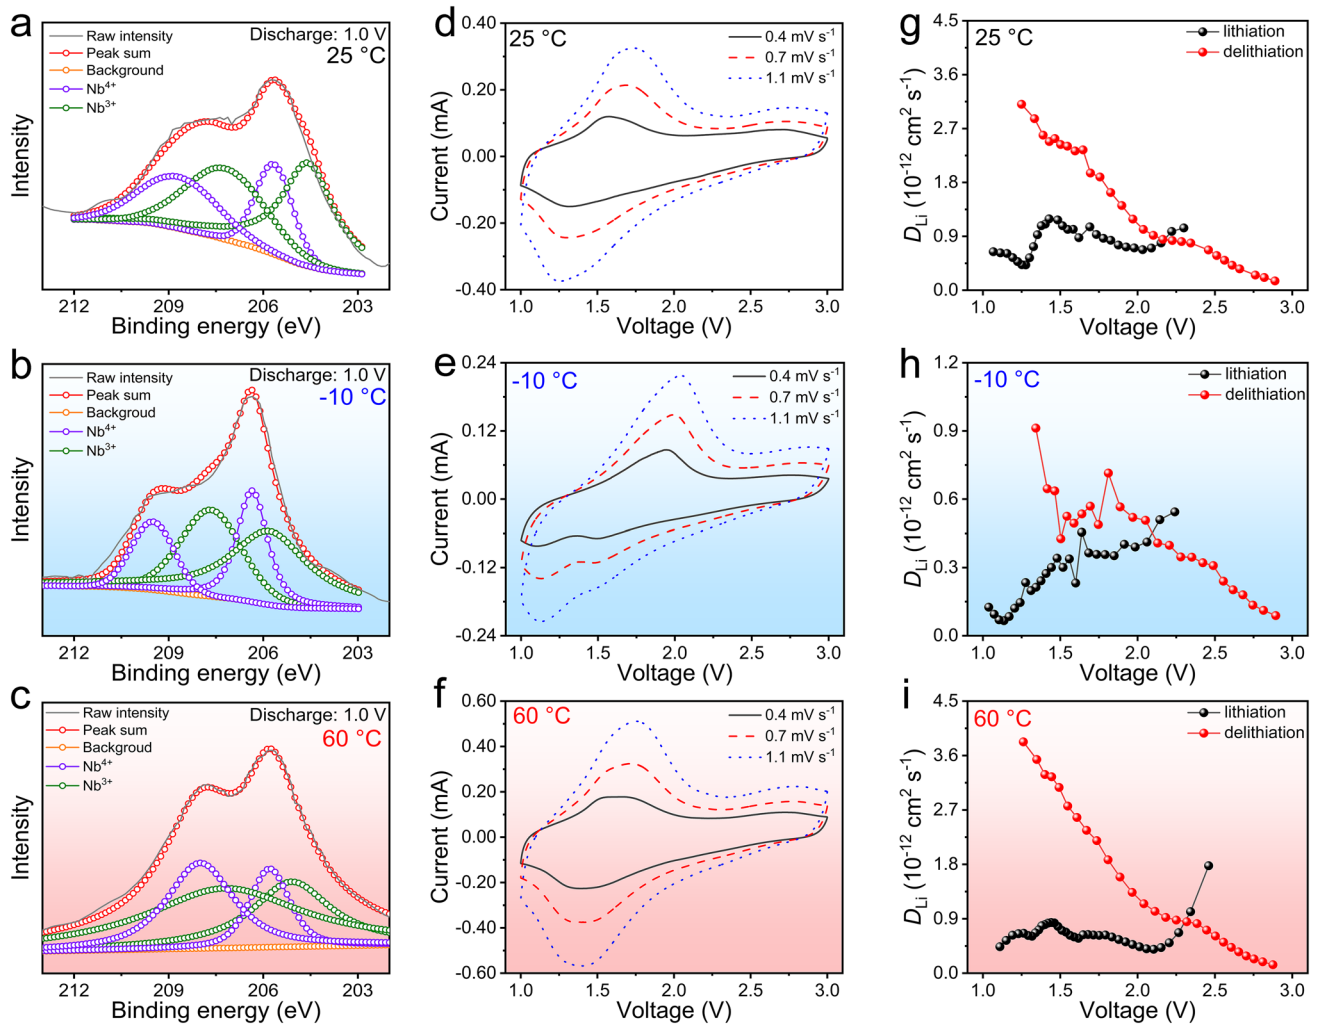 a
Raw intensity
Peak sum
Background
Nb4+
Nb3+
Discharge: 1.0 V
25 °C
Intensity
212 209 206 203
Binding energy (eV)
d
25 °C
0.4 mV s-1
0.7 mV s-1
1.1 mV s-1
Current (mA)
0.40
0.20
0.00
-0.20
-0.40
1.0 1.5 2.0 2.5 3.0
Voltage (V)
g
25 °C
lithiation
delithiation
DLi (10-12 cm2 s-1)
4.5
3.6
2.7
1.8
0.9
0.0
1.0 1.5 2.0 2.5 3.0
Voltage (V)
b
Raw intensity
Peak sum
Backgroud
Nb4+
Nb3+
Discharge: 1.0 V
-10 °C
Intensity
212 209 206 203
Binding energy (eV)
e
-10 °C
0.4 mV s-1
0.7 mV s-1
1.1 mV s-1
Current (mA)
0.24
0.12
0.00
-0.12
-0.24
1.0 1.5 2.0 2.5 3.0
Voltage (V)
h
-10 °C
lithiation
delithiation
DLi (10-12 cm2 s-1)
1.2
0.9
0.6
0.3
0.0
1.0 1.5 2.0 2.5 3.0
Voltage (V)
c
Raw intensity
Peak sum
Backgroud
Nb4+
Nb3+
Discharge: 1.0 V
60 °C
Intensity
212 209 206 203
Binding energy (eV)
f
60 °C
0.4 mV s-1
0.7 mV s-1
1.1 mV s-1
Current (mA)
0.60
0.40
0.20
0.00
-0.20
-0.40
-0.60
1.0 1.5 2.0 2.5 3.0
Voltage (V)
i
60 °C
lithiation
delithiation
DLi (10-12 cm2 s-1)
4.5
3.6
2.7
1.8
0.9
0.0
1.0 1.5 2.0 2.5 3.0
Voltage (V)